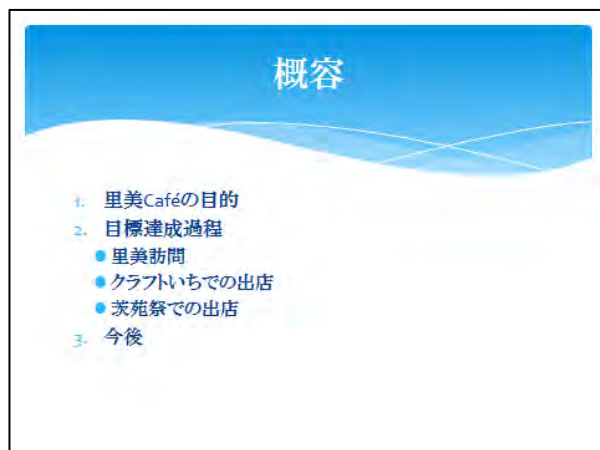 概容
1. 里美Caféの目的
2. 目標達成過程
● 里美訪問
● クラフトいちでの出店
● 茨苑祭での出店
3. 今後